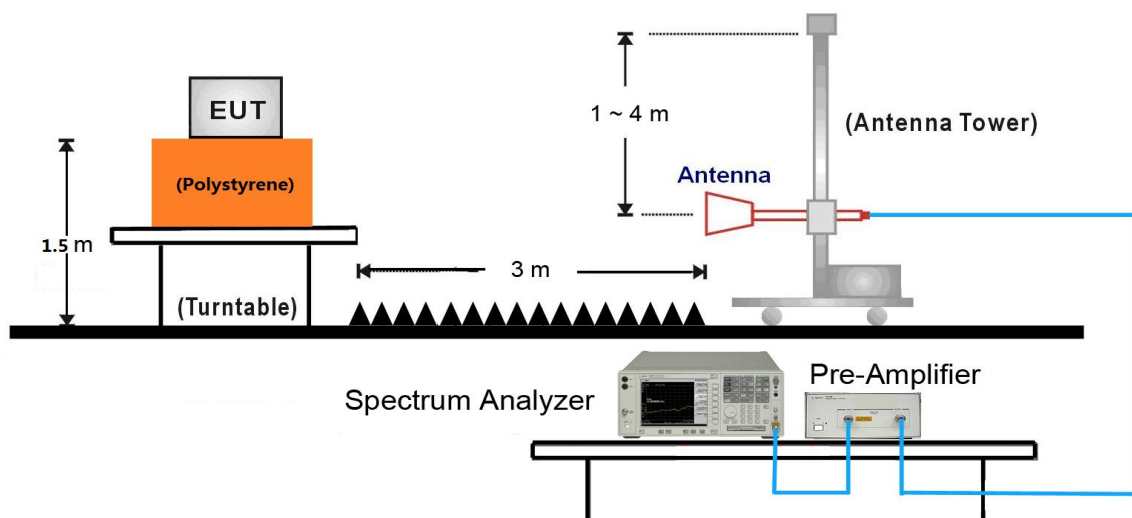 EUT
1 ~ 4 m
(Antenna Tower)
Antenna
(Polystyrene)
1.5 m
3 m
(Turntable)
Spectrum Analyzer
Pre-Amplifier